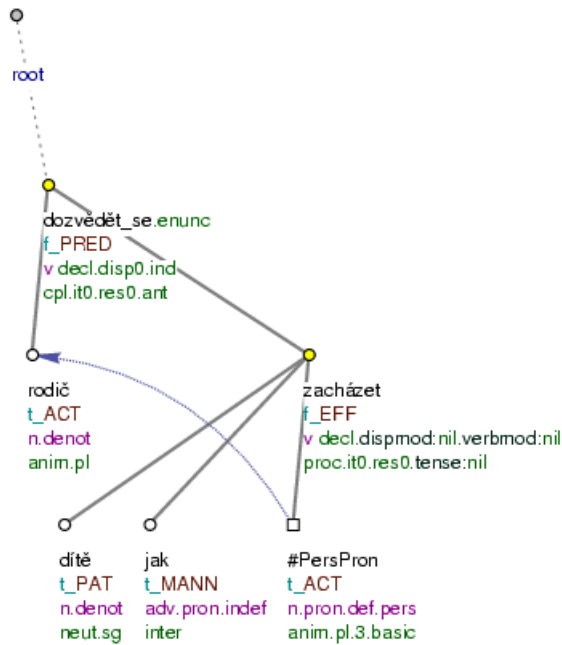 root
dozvědět_se.enunc
f_PRED
v decl.disp0.ind
cpl.it0.res0.ant
rodič
t_ACT
n.denot
anim.pl
zacházet
f_EFF
v decl.dispmod:nil.verbmod:nil
proc.it0.res0.tense:nil
dítě
t_PAT
n.denot
neut.sg
jak
t_MANN
adv.pron.indef
inter
#PersPron
t_ACT
n.pron.def.pers
anim.pl.3.basic